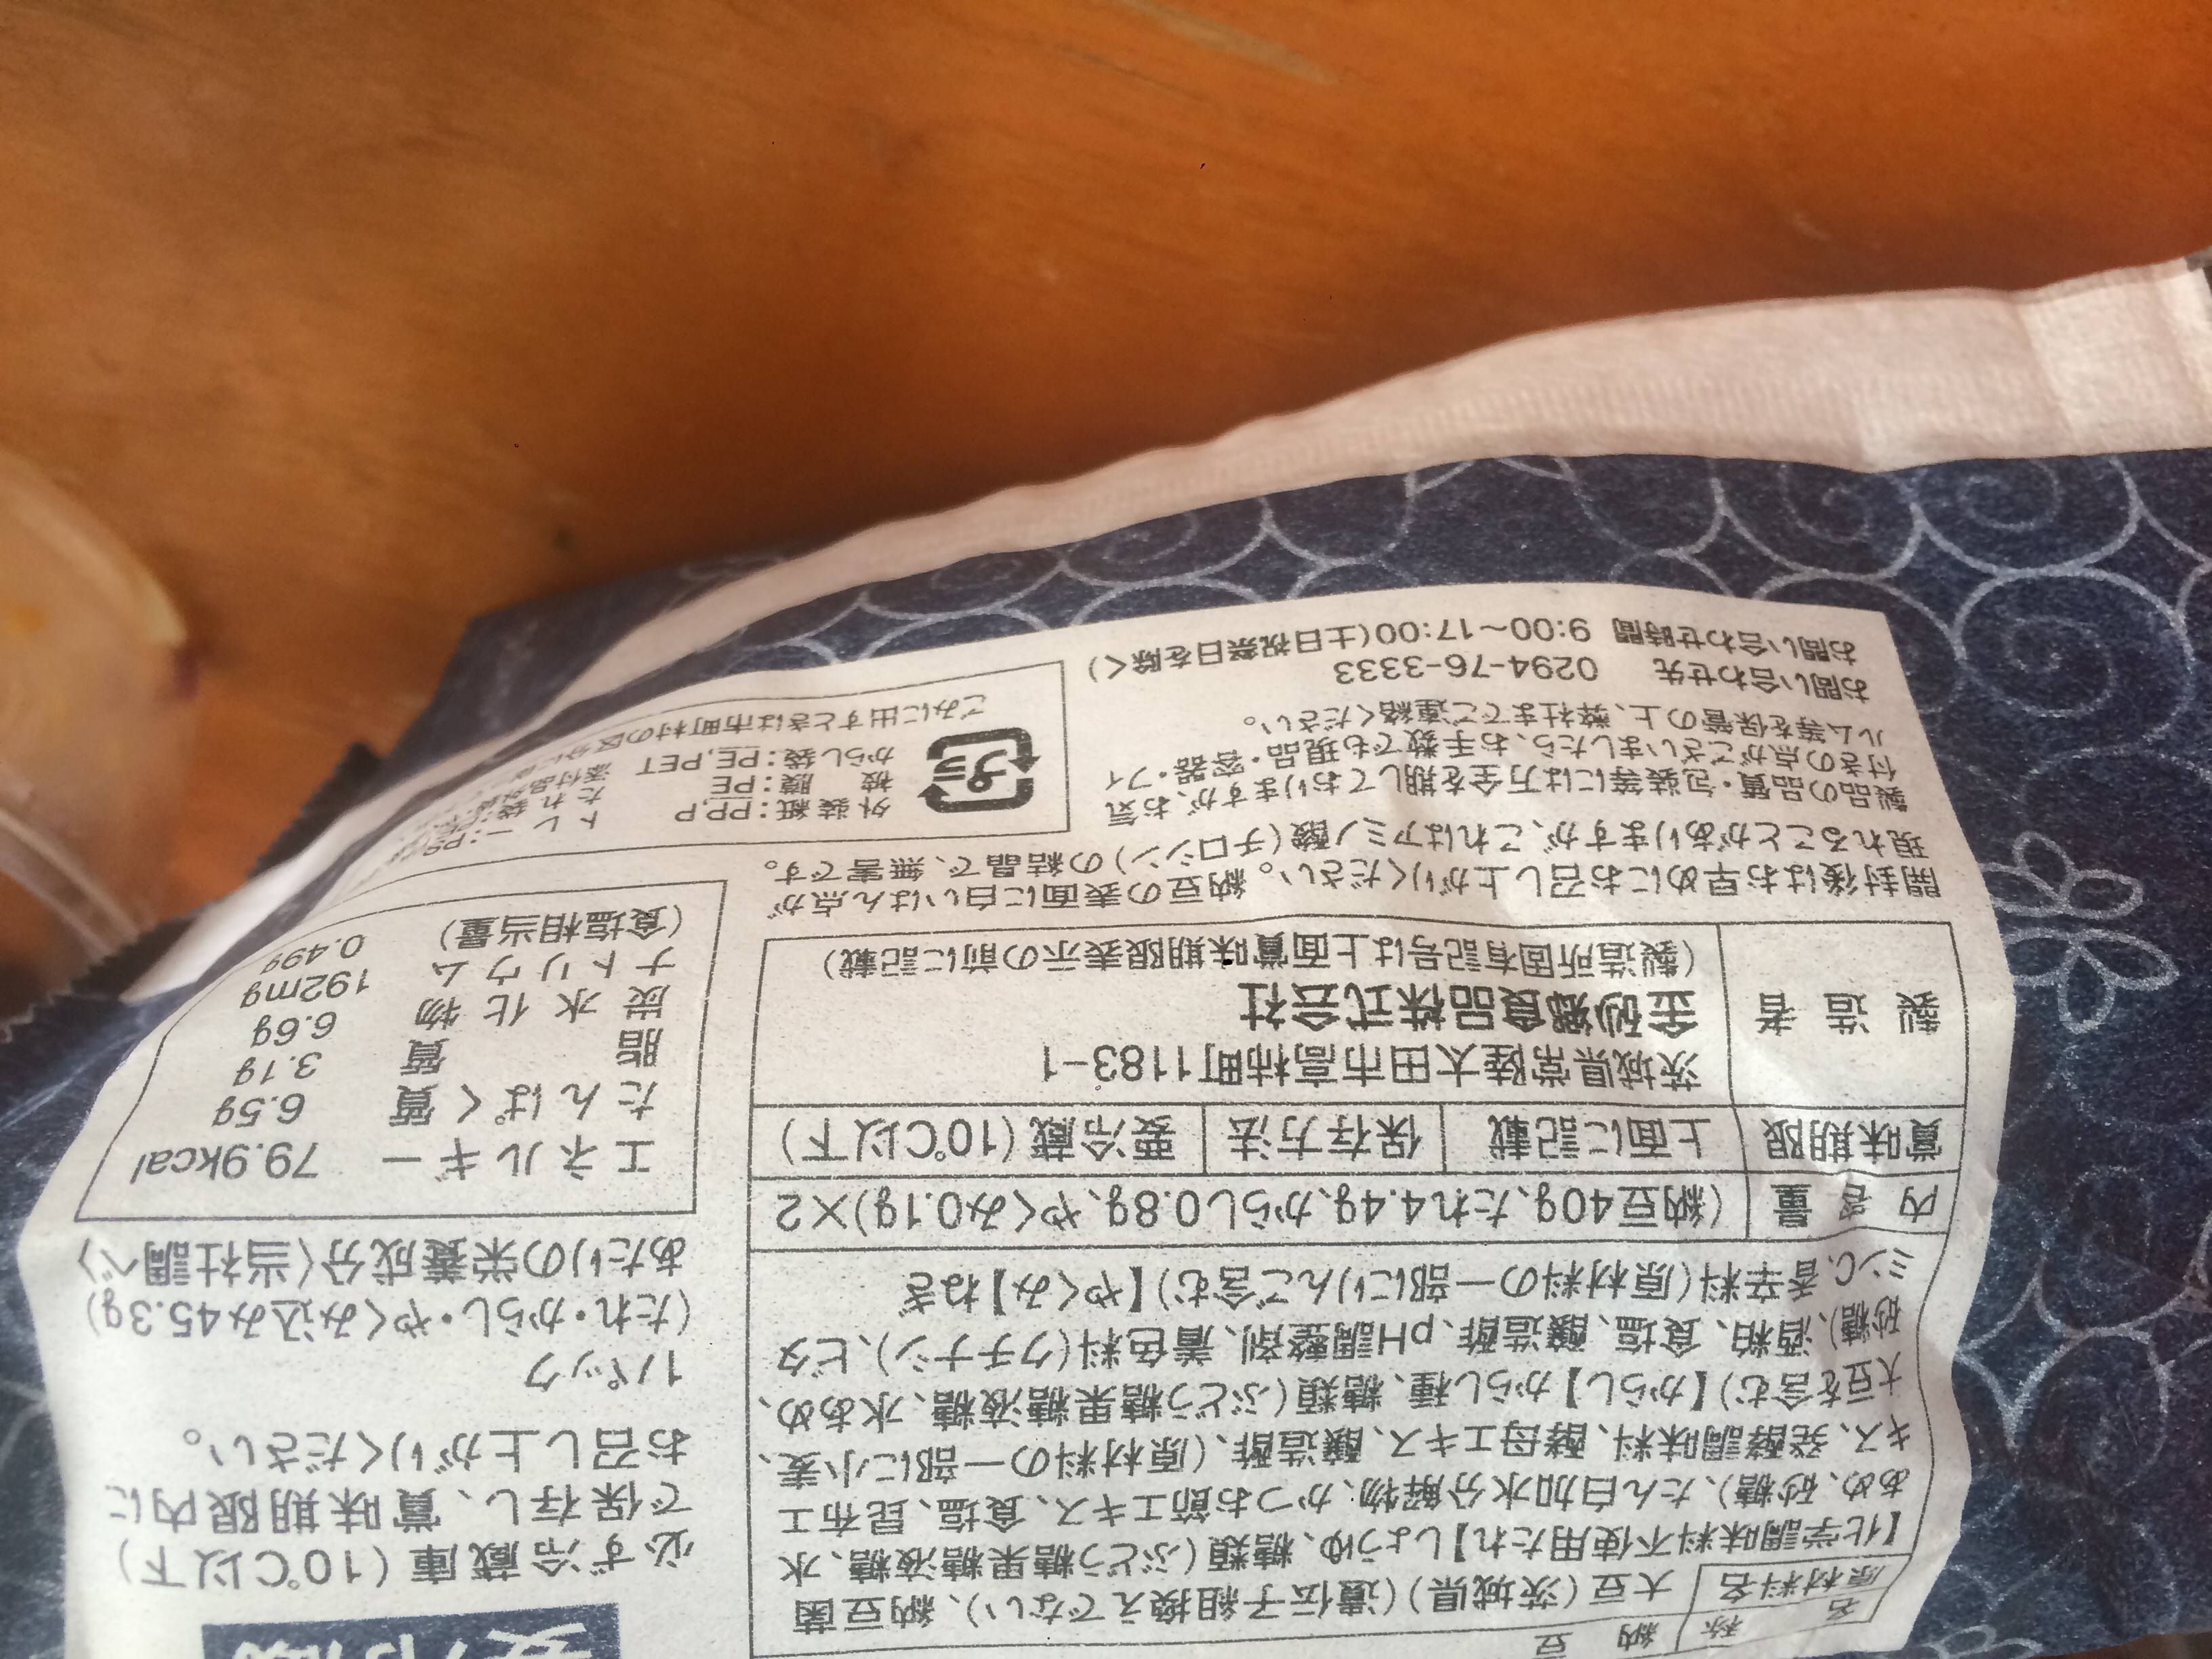 名称 納豆
原材料名 大豆(茨城県)(遺伝子組換えでない)、納豆菌
【化学調味料不使用たれ】しょうゆ、糖類(ぶどう糖果糖液糖、水
あめ、砂糖)、たん白加水分解物、かつお節エキス、食塩、昆布エ
キス、発酵調味料、酵母エキス、醸造酢、(原材料の一部に小麦、
大豆を含む)【からし】からし種、糖類(ぶどう糖果糖液糖、水あめ、
砂糖)、酒粕、食塩、醸造酢、pH調整剤、着色料(クチナシ)、ビタ
ミンC、香辛料(原材料の一部にりんご含む)【やくみ】ねぎ
内容量 (納豆40g、たれ4.4g、からし0.8g、やくみ0.1g)×2
賞味期限 上面に記載 保存方法 要冷蔵(10℃以下)
製造者 茨城県常陸太田市高柿町1183-1
金砂郷食品株式会社
(製造所固有記号は上面賞味期限表示の前に記載)
開封後はお早めにお召し上がりください。納豆の表面に白いはん点が
現れることがありますが、これはアミノ酸(チロシン)の結晶で、無害です。
製品の品質・包装等には万全を期しておりますが、お気
付きの点がございましたら、お手数でも現品・容器・フィ
ルム等を保管の上、弊社までご連絡ください。
お問い合わせ先 0294-76-3333
お問い合わせ時間 9:00~17:00(土日祝祭日を除く)
要冷蔵
必ず冷蔵庫(10℃以下)
で保存し、賞味期限内に
お召し上がりください。
1パック
(たれ・からし・やくみ込み45.3g)
あたりの栄養成分〈当社調べ〉
エネルギー 79.9kcal
たんぱく質 6.5g
脂質 3.1g
炭水化物 6.6g
ナトリウム 192mg
(食塩相当量) 0.49g
プラ
外装紙:PP,P
被膜:PE
からし袋:PE,PET
トレー:PS
たれ袋:
ごみに出すときは市町村の区分に